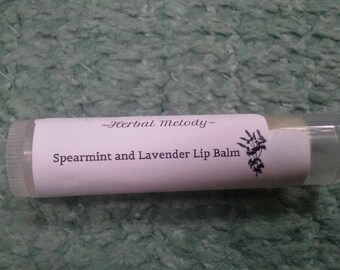 ~Herbal Melody~
Spearmint and Lavender Lip Balm